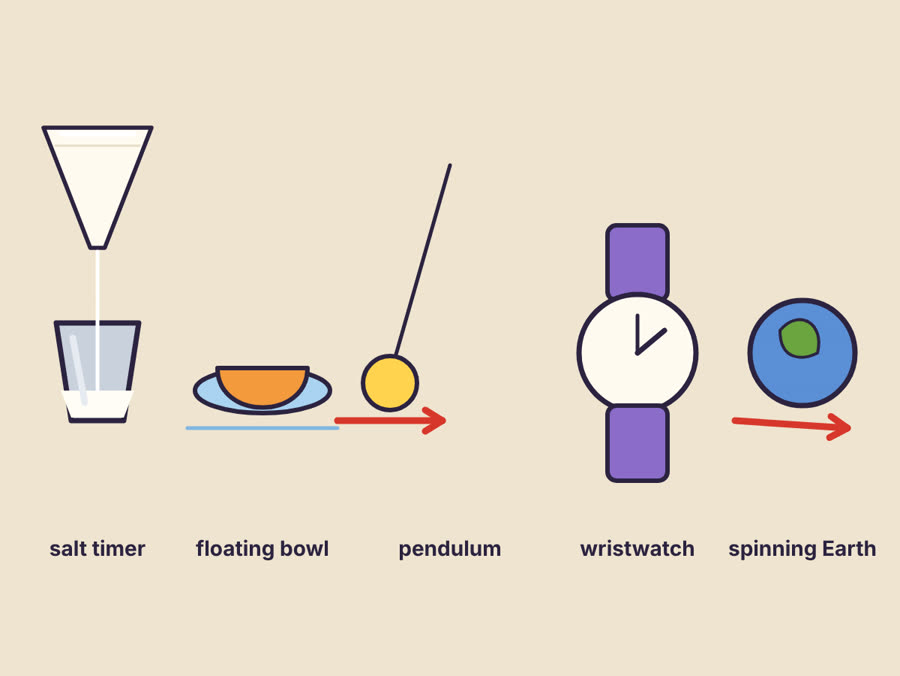 salt timer
floating bowl
pendulum
wristwatch
spinning Earth